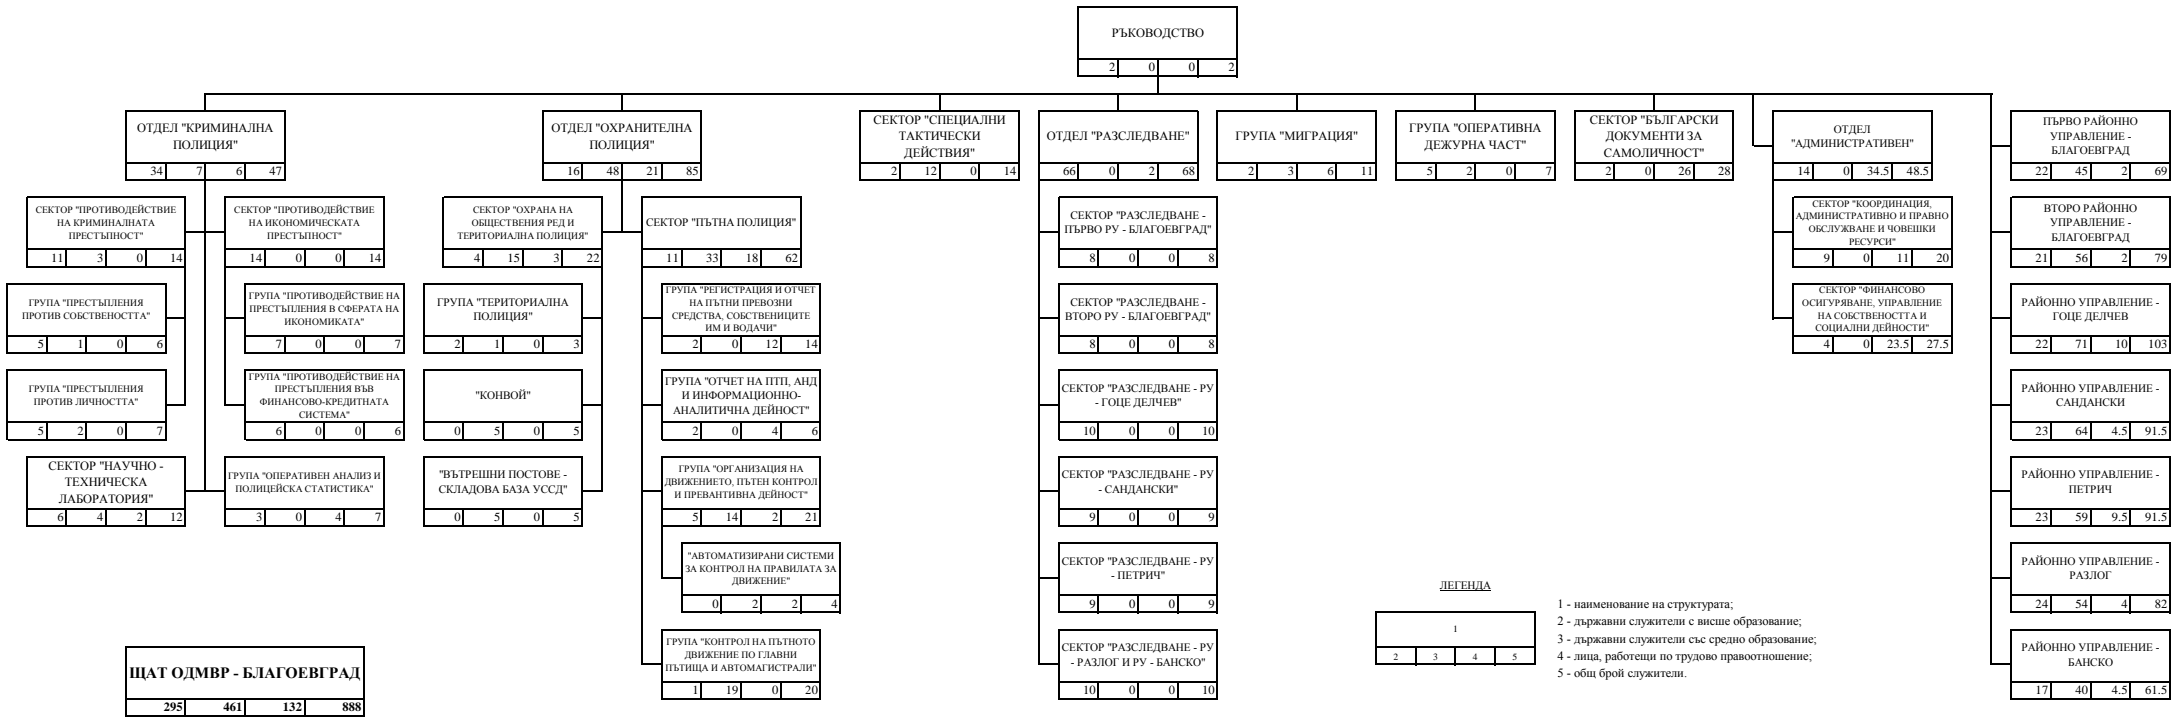 РЪКОВОДСТВО
2 0 0 2
ОТДЕЛ "КРИМИНАЛНА
ПОЛИЦИЯ"
34 7 6 47
СЕКТОР "ПРОТИВОДЕЙСТВИЕ
НА КРИМИНАЛНАТА
ПРЕСТЪПНОСТ"
11 3 0 14
ГРУПА "ПРЕСТЪПЛЕНИЯ
ПРОТИВ СОБСТВЕНОСТТА"
5 1 0 6
ГРУПА "ПРЕСТЪПЛЕНИЯ
ПРОТИВ ЛИЧНОСТТА"
5 2 0 7
СЕКТОР "НАУЧНО -
ТЕХНИЧЕСКА
ЛАБОРАТОРИЯ"
6 4 2 12
СЕКТОР "ПРОТИВОДЕЙСТВИЕ
НА ИКОНОМИЧЕСКАТА
ПРЕСТЪПНОСТ"
14 0 0 14
ГРУПА "ПРОТИВОДЕЙСТВИЕ НА
ПРЕСТЪПЛЕНИЯ В СФЕРАТА НА
ИКОНОМИКАТА"
7 0 0 7
ГРУПА "ПРОТИВОДЕЙСТВИЕ НА
ПРЕСТЪПЛЕНИЯ ВЪВ
ФИНАНСОВО-КРЕДИТНАТА
СИСТЕМА"
6 0 0 6
ГРУПА "ОПЕРАТИВЕН АНАЛИЗ И
ПОЛИЦЕЙСКА СТАТИСТИКА"
3 0 4 7
ОТДЕЛ "ОХРАНИТЕЛНА
ПОЛИЦИЯ"
16 48 21 85
СЕКТОР "ОХРАНА НА
ОБЩЕСТВЕНИЯ РЕД И
ТЕРИТОРИАЛНА ПОЛИЦИЯ"
4 15 3 22
ГРУПА "ТЕРИТОРИАЛНА
ПОЛИЦИЯ"
2 1 0 3
"КОНВОЙ"
0 5 0 5
"ВЪТРЕШНИ ПОСТОВЕ -
СКЛАДОВА БАЗА УССД"
0 5 0 5
СЕКТОР "ПЪТНА ПОЛИЦИЯ"
11 33 18 62
ГРУПА "РЕГИСТРАЦИЯ И ОТЧЕТ
НА ПЪТНИ ПРЕВОЗНИ
СРЕДСТВА, СОБСТВЕНИЦИТЕ
ИМ И ВОДАЧИ"
2 0 12 14
ГРУПА "ОТЧЕТ НА ПТП, АНД
И ИНФОРМАЦИОННО-
АНАЛИТИЧНА ДЕЙНОСТ"
2 0 4 6
ГРУПА "ОРГАНИЗАЦИЯ НА
ДВИЖЕНИЕТО, ПЪТЕН КОНТРОЛ
И ПРЕВАНТИВНА ДЕЙНОСТ"
5 14 2 21
"АВТОМАТИЗИРАНИ СИСТЕМИ
ЗА КОНТРОЛ НА ПРАВИЛАТА ЗА
ДВИЖЕНИЕ"
0 2 2 4
ГРУПА "КОНТРОЛ НА ПЪТНОТО
ДВИЖЕНИЕ ПО ГЛАВНИ
ПЪТИЩА И АВТОМАГИСТРАЛИ"
1 19 0 20
СЕКТОР "СПЕЦИАЛНИ
ТАКТИЧЕСКИ
ДЕЙСТВИЯ"
2 12 0 14
ОТДЕЛ "РАЗСЛЕДВАНЕ"
66 0 2 68
СЕКТОР "РАЗСЛЕДВАНЕ -
ПЪРВО РУ - БЛАГОЕВГРАД"
8 0 0 8
СЕКТОР "РАЗСЛЕДВАНЕ -
ВТОРО РУ - БЛАГОЕВГРАД"
8 0 0 8
СЕКТОР "РАЗСЛЕДВАНЕ - РУ
- ГОЦЕ ДЕЛЧЕВ"
10 0 0 10
СЕКТОР "РАЗСЛЕДВАНЕ - РУ
- САНДАНСКИ"
9 0 0 9
СЕКТОР "РАЗСЛЕДВАНЕ - РУ
- ПЕТРИЧ"
9 0 0 9
СЕКТОР "РАЗСЛЕДВАНЕ - РУ
- РАЗЛОГ И РУ - БАНСКО"
10 0 0 10
ГРУПА "МИГРАЦИЯ"
2 3 6 11
ГРУПА "ОПЕРАТИВНА
ДЕЖУРНА ЧАСТ"
5 2 0 7
СЕКТОР "БЪЛГАРСКИ
ДОКУМЕНТИ ЗА
САМОЛИЧНОСТ"
2 0 26 28
ОТДЕЛ
"АДМИНИСТРАТИВЕН"
14 0 34.5 48.5
СЕКТОР "КООРДИНАЦИЯ,
АДМИНИСТРАТИВНО И ПРАВНО
ОБСЛУЖВАНЕ И ЧОВЕШКИ
РЕСУРСИ"
9 0 11 20
СЕКТОР "ФИНАНСОВО
ОСИГУРЯВАНЕ, УПРАВЛЕНИЕ
НА СОБСТВЕНОСТТА И
СОЦИАЛНИ ДЕЙНОСТИ"
4 0 23.5 27.5
ПЪРВО РАЙОННО
УПРАВЛЕНИЕ -
БЛАГОЕВГРАД
22 45 2 69
ВТОРО РАЙОННО
УПРАВЛЕНИЕ -
БЛАГОЕВГРАД
21 56 2 79
РАЙОННО УПРАВЛЕНИЕ -
ГОЦЕ ДЕЛЧЕВ
22 71 10 103
РАЙОННО УПРАВЛЕНИЕ -
САНДАНСКИ
23 64 4.5 91.5
РАЙОННО УПРАВЛЕНИЕ -
ПЕТРИЧ
23 59 9.5 91.5
РАЙОННО УПРАВЛЕНИЕ -
РАЗЛОГ
24 54 4 82
РАЙОННО УПРАВЛЕНИЕ -
БАНСКО
17 40 4.5 61.5
ЛЕГЕНДА
1
2 3 4 5
1 - наименование на структурата;
2 - държавни служители с висше образование;
3 - държавни служители със средно образование;
4 - лица, работещи по трудово правоотношение;
5 - общ брой служители.
ЩАТ ОДМВР - БЛАГОЕВГРАД
295 461 132 888